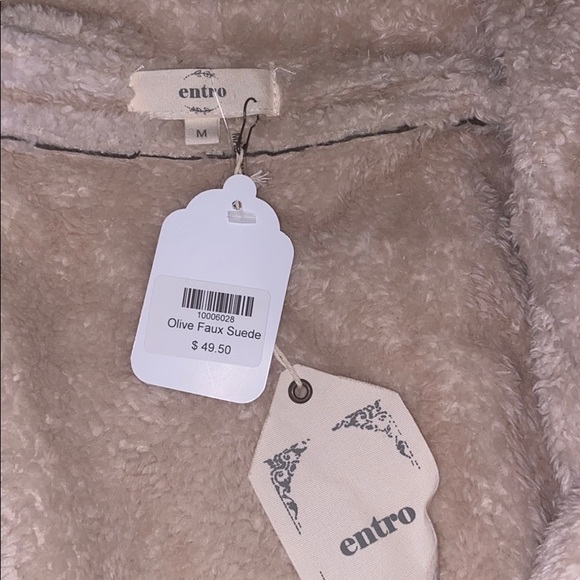 entro
M
10006028
Olive Faux Suede
$ 49.50
entro